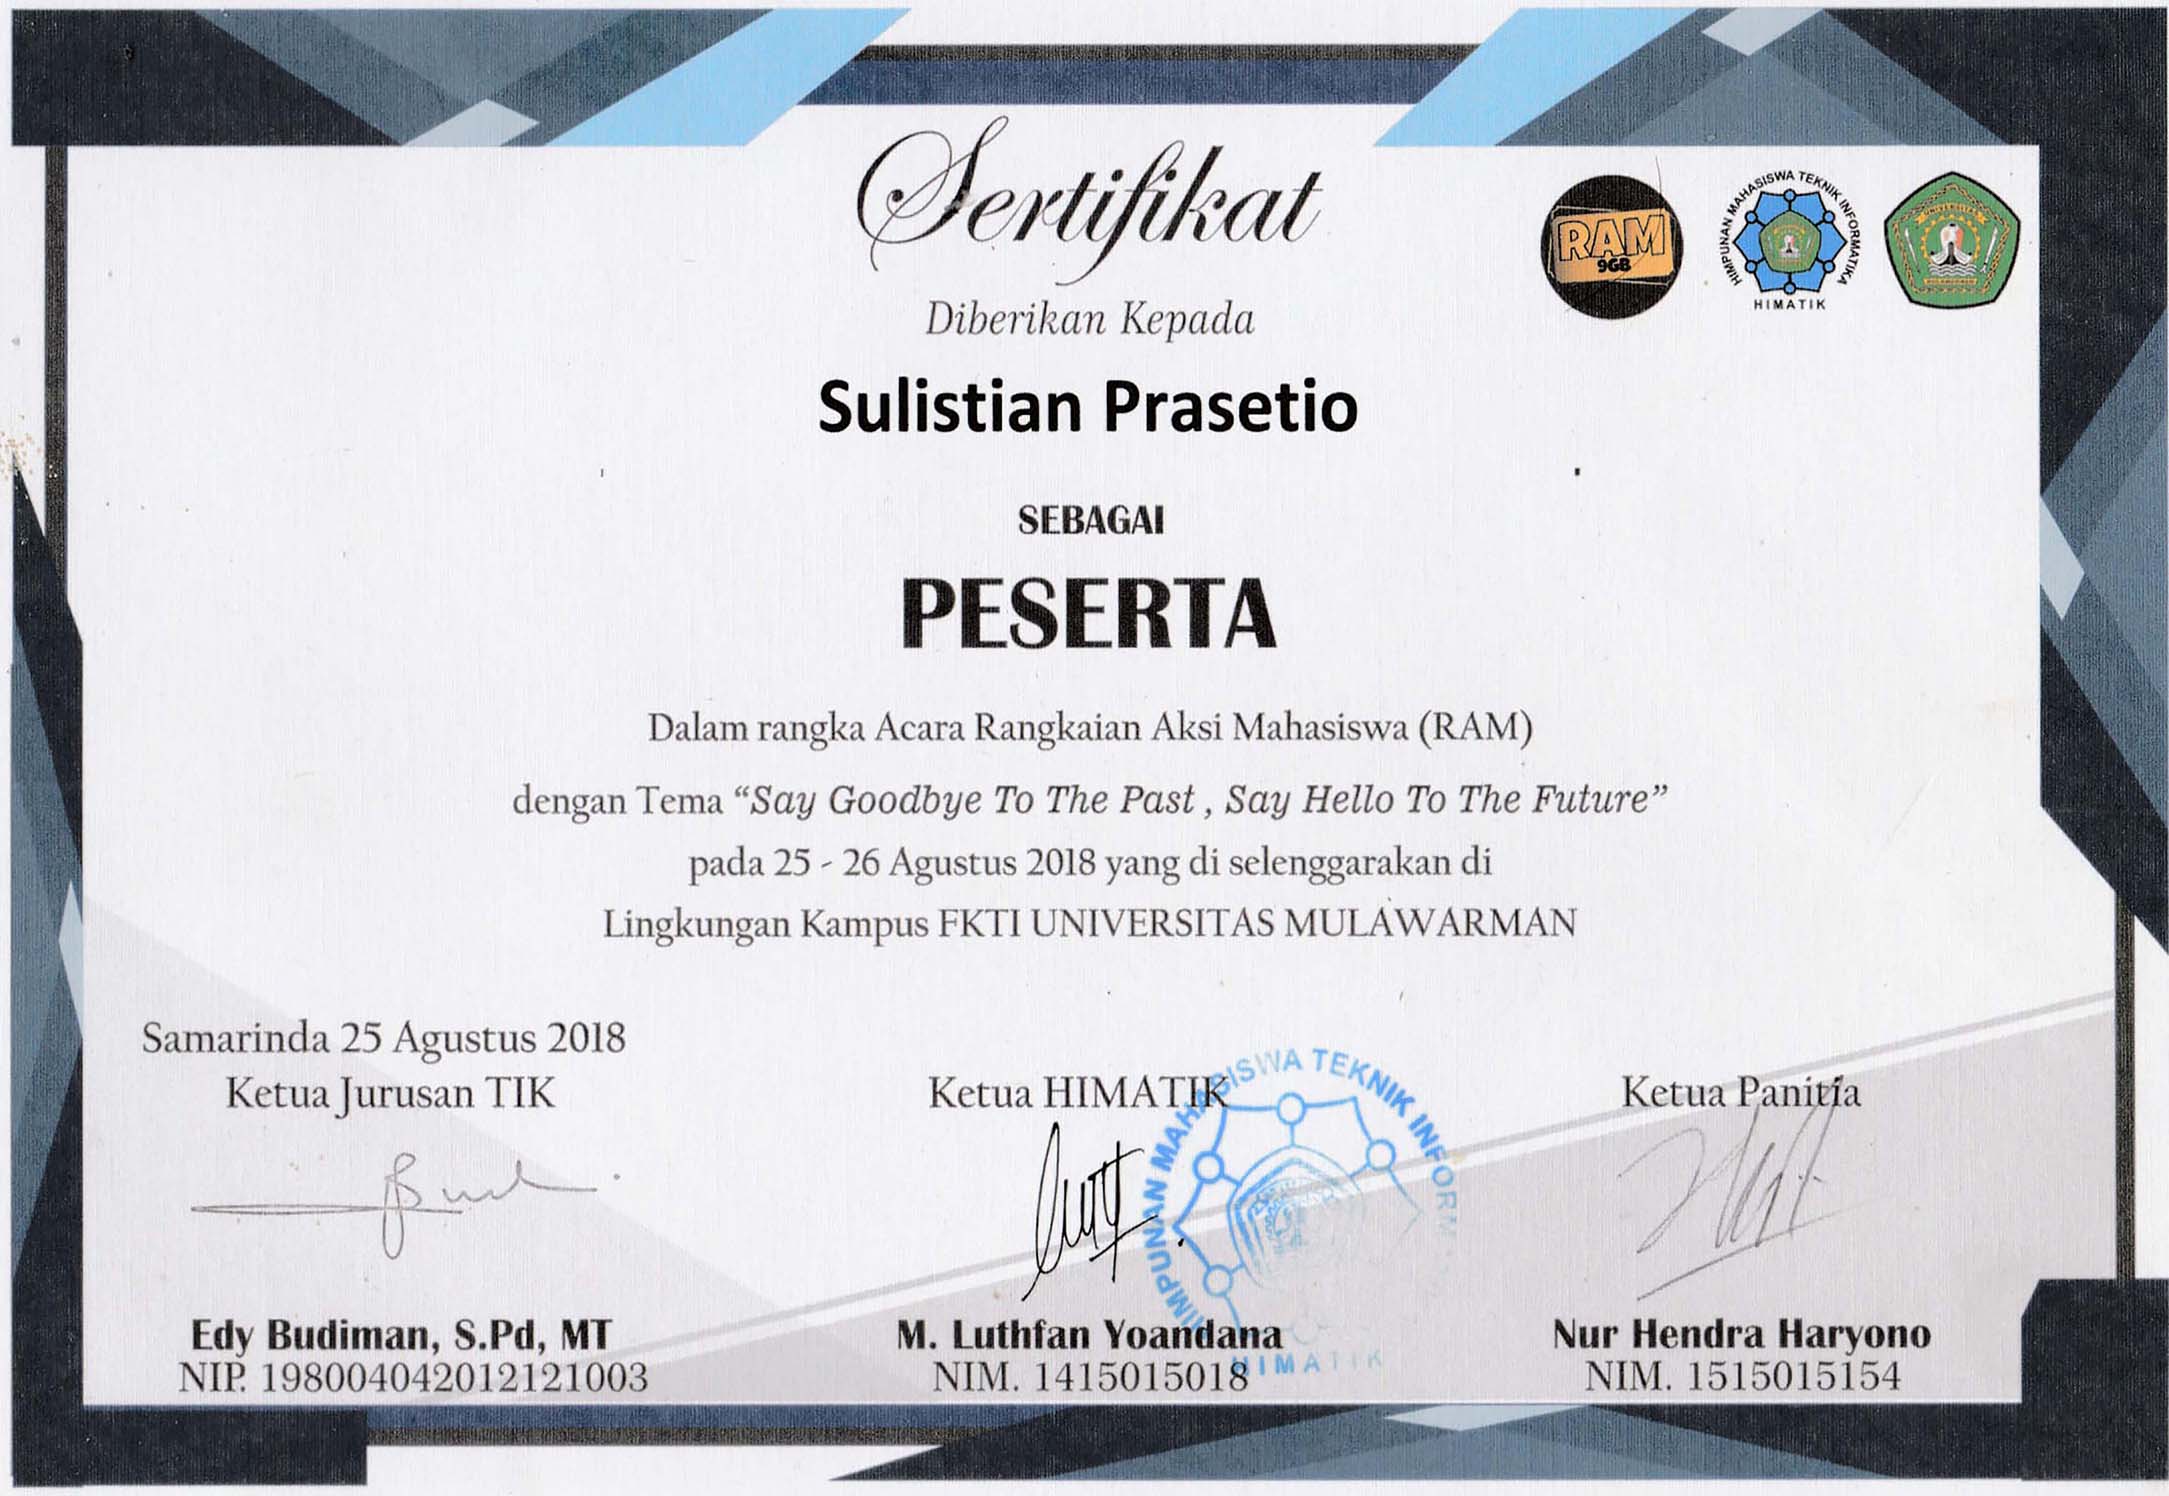 Sertifikat
RAM
9GB
HIMPUNAN MAHASISWA TEKNIK INFORMATIKA
HIMATIK
Diberikan Kepada
Sulistian Prasetio
SEBAGAI
PESERTA
Dalam rangka Acara Rangkaian Aksi Mahasiswa (RAM)
dengan Tema “Say Goodbye To The Past , Say Hello To The Future”
pada 25 - 26 Agustus 2018 yang di selenggarakan di
Lingkungan Kampus FKTI UNIVERSITAS MULAWARMAN
Samarinda 25 Agustus 2018
Ketua Jurusan TIK
Ketua HIMATIK
Ketua Panitia
HIMPUNAN MAHASISWA TEKNIK INFORM
HIMATIK
Edy Budiman, S.Pd, MT
NIP. 198004042012121003
M. Luthfan Yoandana
NIM. 1415015018
Nur Hendra Haryono
NIM. 1515015154